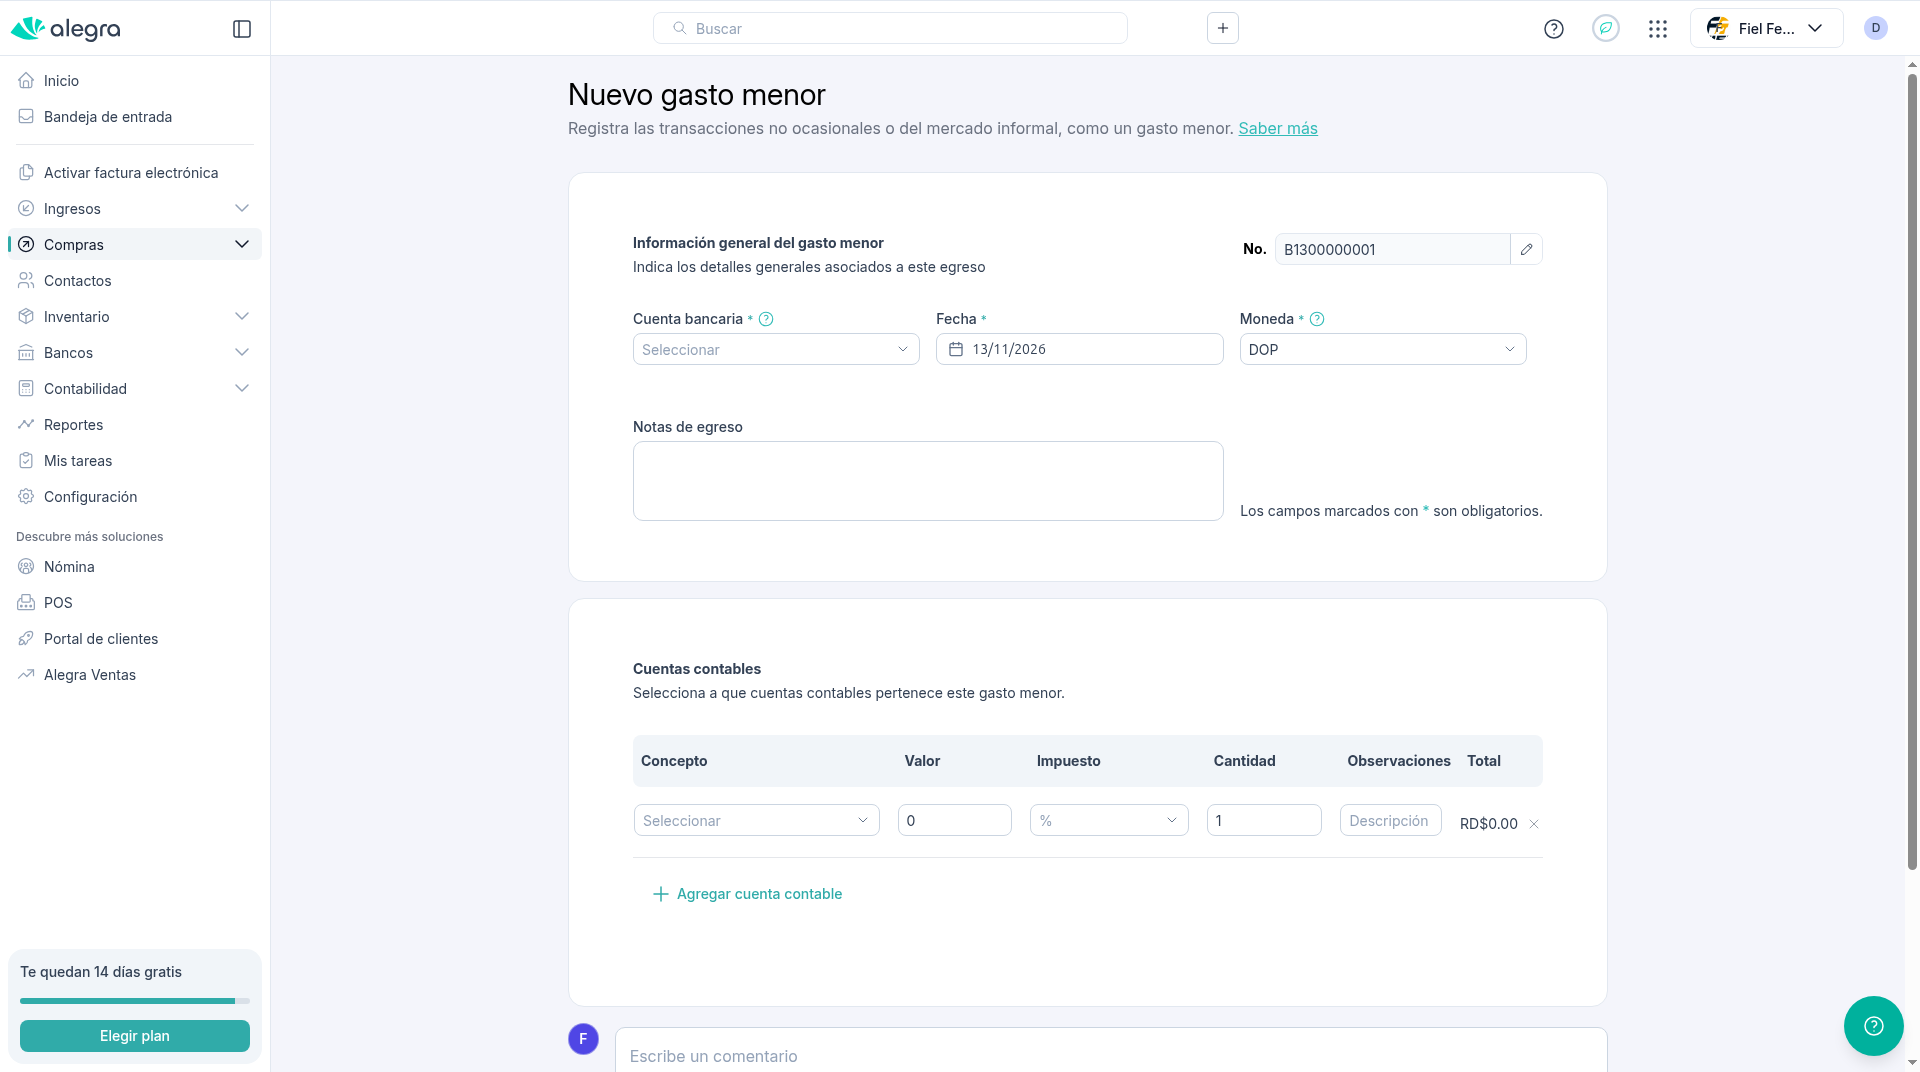 alegra
Buscar
Fiel Fe...
D
Inicio
Bandeja de entrada
Activar factura electrónica
Ingresos
Compras
Contactos
Inventario
Bancos
Contabilidad
Reportes
Mis tareas
Configuración
Descubre más soluciones
Nómina
POS
Portal de clientes
Alegra Ventas
Te quedan 14 días gratis
Elegir plan
Nuevo gasto menor
Registra las transacciones no ocasionales o del mercado informal, como un gasto menor. Saber más
Información general del gasto menor
Indica los detalles generales asociados a este egreso
No. B1300000001
Cuenta bancaria * Fecha * Moneda *
Seleccionar 13/11/2026 DOP
Notas de egreso
Los campos marcados con * son obligatorios.
Cuentas contables
Selecciona a que cuentas contables pertenece este gasto menor.
Concepto Valor Impuesto Cantidad Observaciones Total
Seleccionar 0 % 1 Descripción RD$0.00
Agregar cuenta contable
F
Escribe un comentario